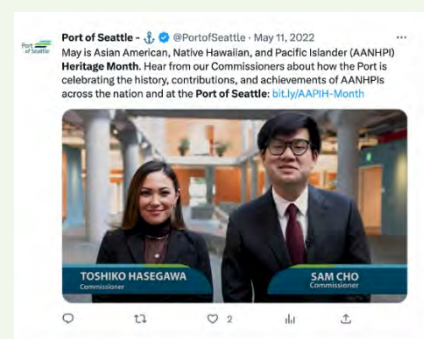 Port of Seattle
Port of Seattle - @PortofSeattle · May 11, 2022 ...
May is Asian American, Native Hawaiian, and Pacific Islander (AANHPI)
Heritage Month. Hear from our Commissioners about how the Port is
celebrating the history, contributions, and achievements of AANHPIs
across the nation and at the Port of Seattle: bit.ly/AAPIH-Month
TOSHIKO HASEGAWA
Commissioner
SAM CHO
Commissioner
2